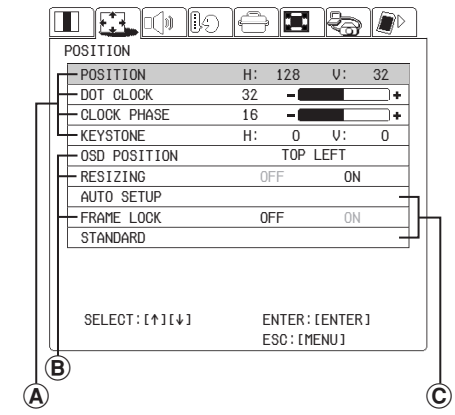 POSITION
POSITION H: 128 V: 32
DOT CLOCK 32 - +
CLOCK PHASE 16 - +
KEYSTONE H: 0 V: 0
OSD POSITION TOP LEFT
RESIZING OFF ON
AUTO SETUP
FRAME LOCK OFF ON
STANDARD
SELECT:[↑][↓] ENTER:[ENTER]
ESC:[MENU]
B
A C